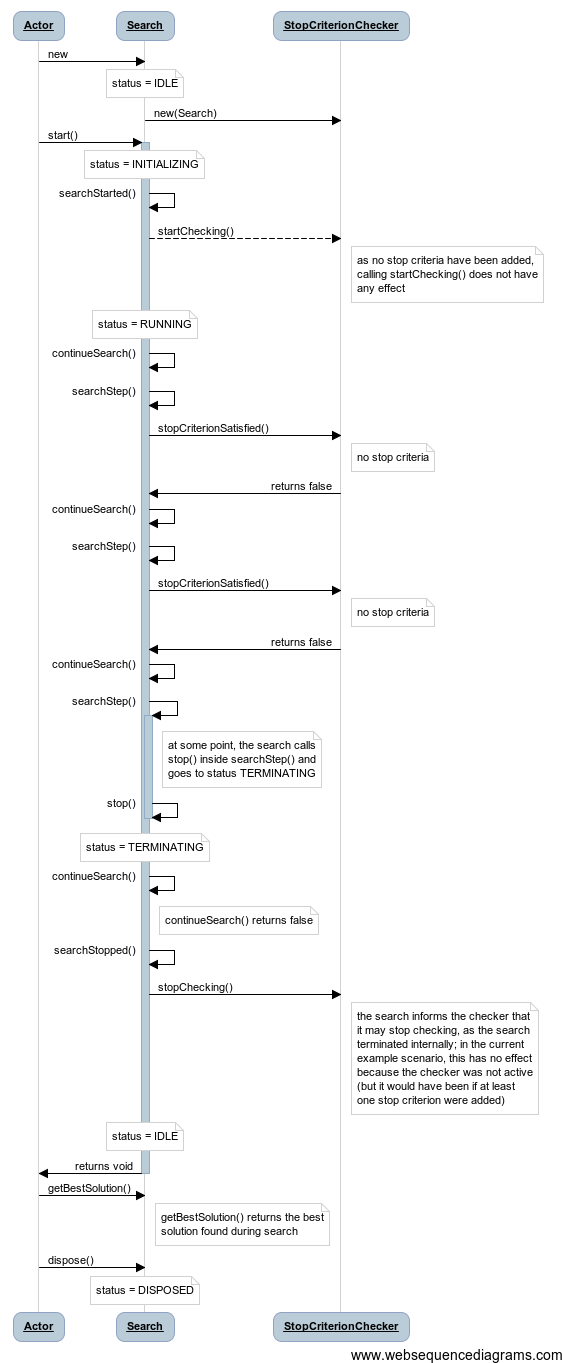 Actor
Search
StopCriterionChecker
new
status = IDLE
new(Search)
start()
status = INITIALIZING
searchStarted()
startChecking()
as no stop criteria have been added,
calling startChecking() does not have
any effect
status = RUNNING
continueSearch()
searchStep()
stopCriterionSatisfied()
no stop criteria
returns false
continueSearch()
searchStep()
stopCriterionSatisfied()
no stop criteria
returns false
continueSearch()
searchStep()
at some point, the search calls
stop() inside searchStep() and
goes to status TERMINATING
stop()
status = TERMINATING
continueSearch()
continueSearch() returns false
searchStopped()
stopChecking()
the search informs the checker that
it may stop checking, as the search
terminated internally; in the current
example scenario, this has no effect
because the checker was not active
(but it would have been if at least
one stop criterion were added)
status = IDLE
returns void
getBestSolution()
getBestSolution() returns the best
solution found during search
dispose()
status = DISPOSED
Actor
Search
StopCriterionChecker
www.websequencediagrams.com